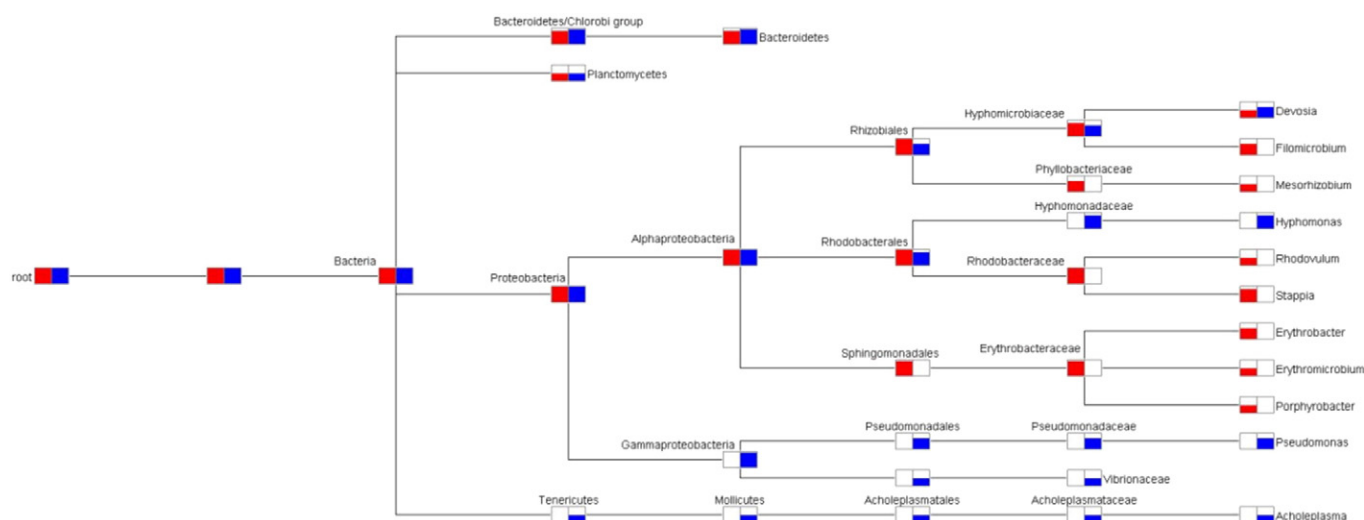 Bacteroidetes/Chlorobi group
Bacteroidetes
Planctomycetes
Devosia
Hyphomicrobiaceae
Rhizobiales
Filomicrobium
Phyllobacteriaceae
Mesorhizobium
Hyphomonadaceae
Hyphomonas
Alphaproteobacteria
Rhodobacterales
Rhodovulum
Rhodobacteraceae
Bacteria
root
Proteobacteria
Stappia
Erythrobacter
Sphingomonadales
Erythrobacteraceae
Erythromicrobium
Porphyrobacter
Pseudomonadales
Pseudomonadaceae
Pseudomonas
Gammaproteobacteria
Vibrionaceae
Tenericutes
Mollicutes
Acholeplasmatales
Acholeplasmataceae
Acholeplasma